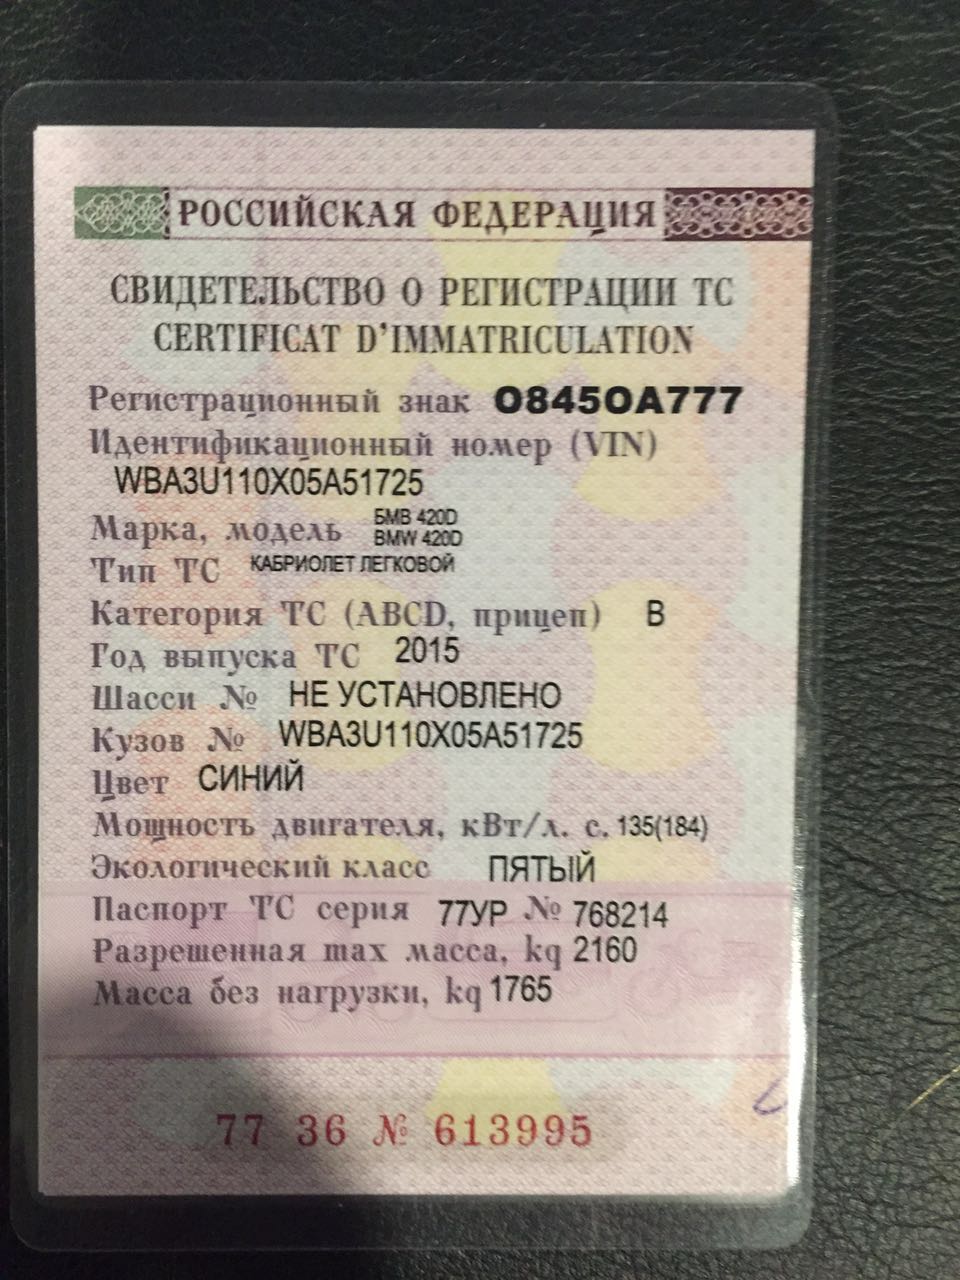 РОССИЙСКАЯ ФЕДЕРАЦИЯ
СВИДЕТЕЛЬСТВО О РЕГИСТРАЦИИ ТС
CERTIFICAT D'IMMATRICULATION
Регистрационный знак О845ОА777
Идентификационный номер (VIN)
WBA3U110X05A51725
Марка, модель БМВ 420D
BMW 420D
Тип ТС КАБРИОЛЕТ ЛЕГКОВОЙ
Категория ТС (ABCD, прицеп) B
Год выпуска ТС 2015
Шасси № НЕ УСТАНОВЛЕНО
Кузов № WBA3U110X05A51725
Цвет СИНИЙ
Мощность двигателя, кВт/л. с. 135(184)
Экологический класс ПЯТЫЙ
Паспорт ТС серия 77УР № 768214
Разрешенная max масса, kg 2160
Масса без нагрузки, kg 1765
77 36 № 613995